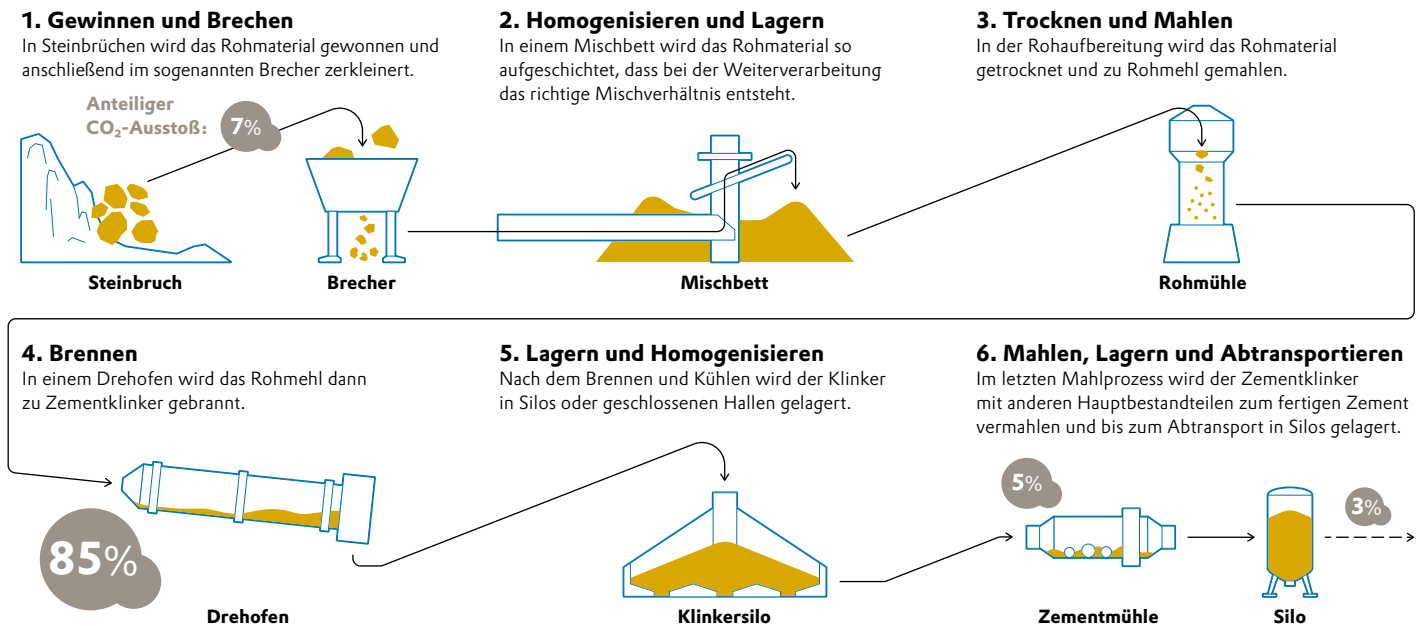 1. Gewinnen und Brechen
In Steinbrüchen wird das Rohmaterial gewonnen und
anschließend im sogenannten Brecher zerkleinert.
Anteiliger
CO₂-Ausstoß:
7%
Steinbruch
Brecher
2. Homogenisieren und Lagern
In einem Mischbett wird das Rohmaterial so
aufgeschichtet, dass bei der Weiterverarbeitung
das richtige Mischverhältnis entsteht.
Mischbett
3. Trocknen und Mahlen
In der Rohaufbereitung wird das Rohmaterial
getrocknet und zu Rohmehl gemahlen.
Rohmühle
4. Brennen
In einem Drehofen wird das Rohmehl dann
zu Zementklinker gebrannt.
85%
Drehofen
5. Lagern und Homogenisieren
Nach dem Brennen und Kühlen wird der Klinker
in Silos oder geschlossenen Hallen gelagert.
Klinkersilo
6. Mahlen, Lagern und Abtransportieren
Im letzten Mahlprozess wird der Zementklinker
mit anderen Hauptbestandteilen zum fertigen Zement
vermahlen und bis zum Abtransport in Silos gelagert.
5%
3%
Zementmühle
Silo